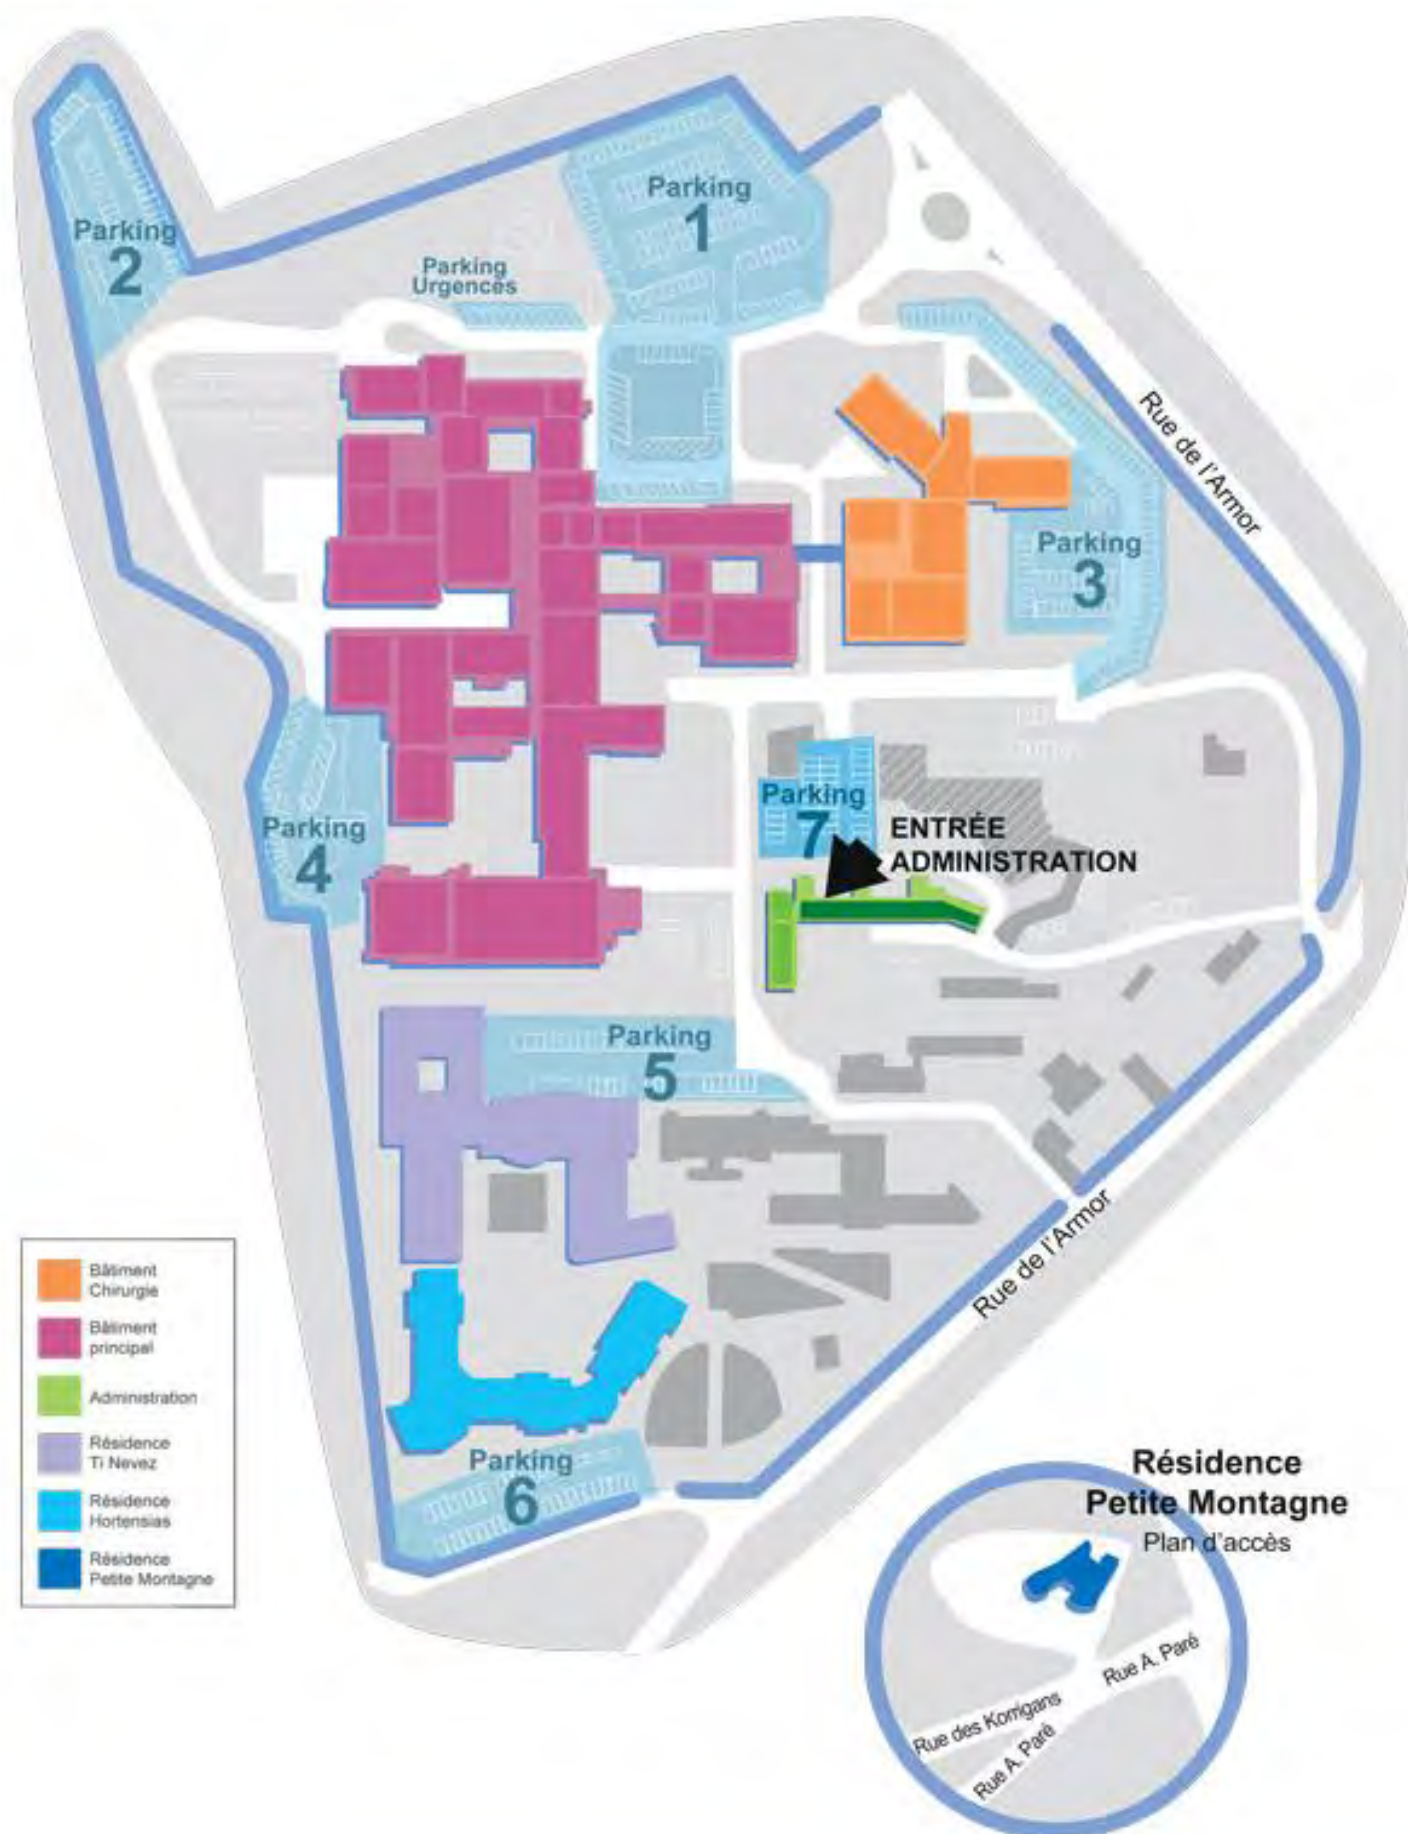 Parking
1
Parking
2
Parking
Urgences
Rue de l'Armor
Parking
3
Parking
7
ENTRÉE
ADMINISTRATION
Parking
4
Parking
5
Rue de l'Armor
Bâtiment
Chirurgie
Bâtiment
principal
Administration
Résidence
Ti Nevez
Résidence
Hortensias
Résidence
Petite Montagne
Parking
6
Résidence
Petite Montagne
Plan d'accès
Rue A. Paré
Rue des Korrigans
Rue A. Paré